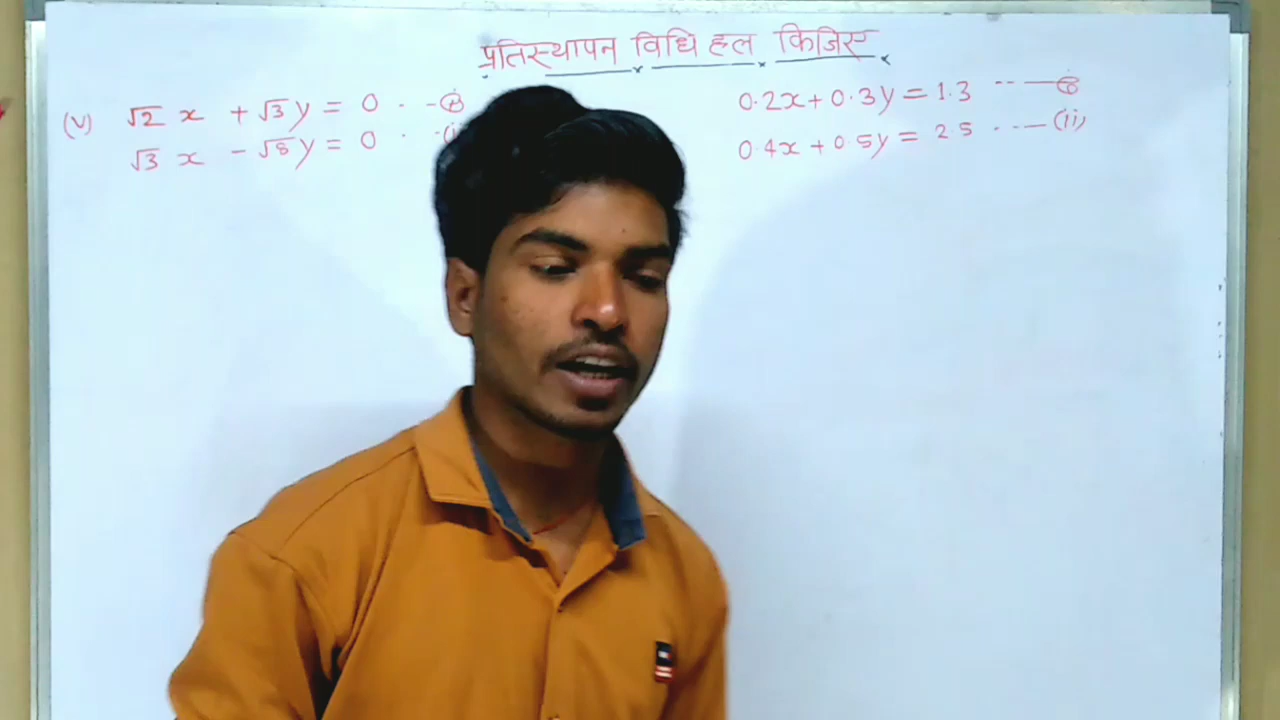 प्रतिस्थापन विधि हल किजिए
(v) √2 x + √3 y = 0
√3 x - √8 y = 0
0.2x + 0.3y = 1.3 ---- (i)
0.4x + 0.5y = 2.5 ---- (ii)